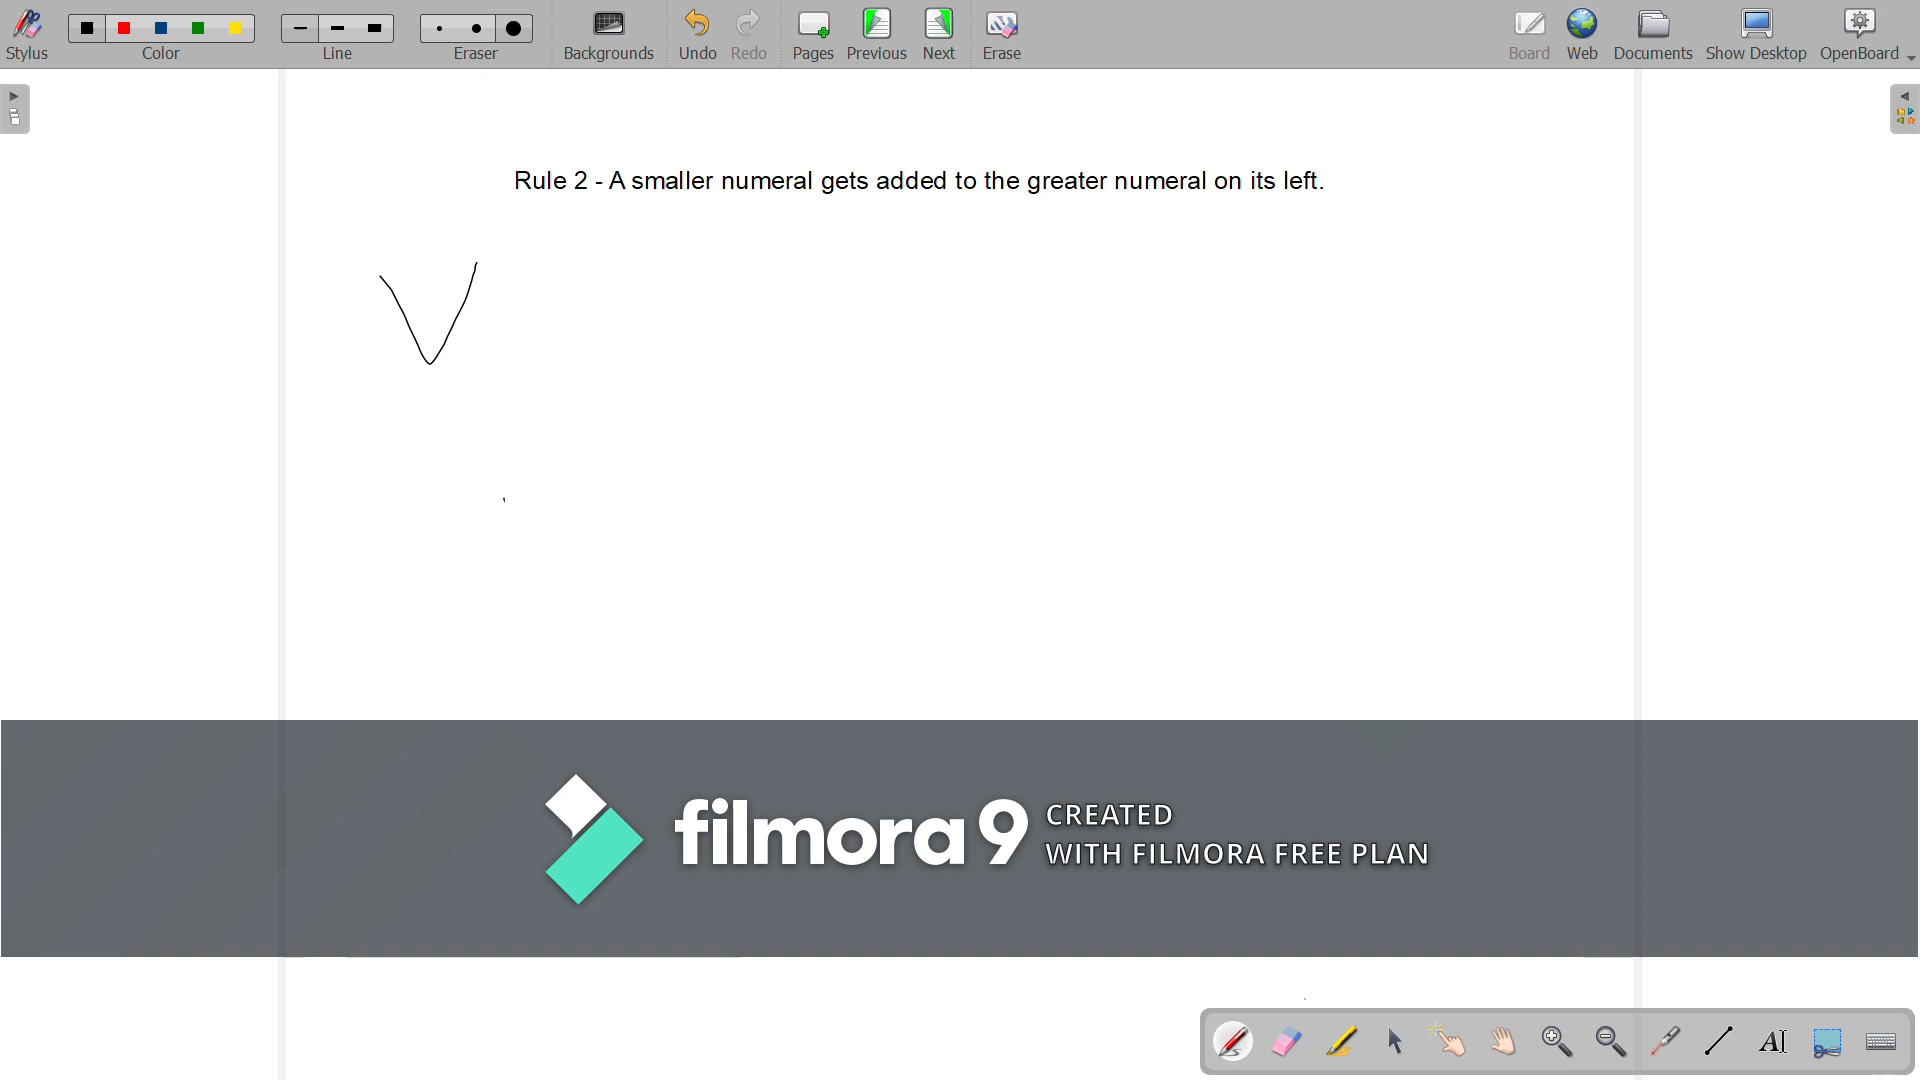 Stylus
Color
Line
Eraser
Backgrounds
Undo
Redo
Pages
Previous
Next
Erase
Board
Web
Documents
Show Desktop
OpenBoard
Rule 2 - A smaller numeral gets added to the greater numeral on its left.
V
filmora 9
CREATED
WITH FILMORA FREE PLAN